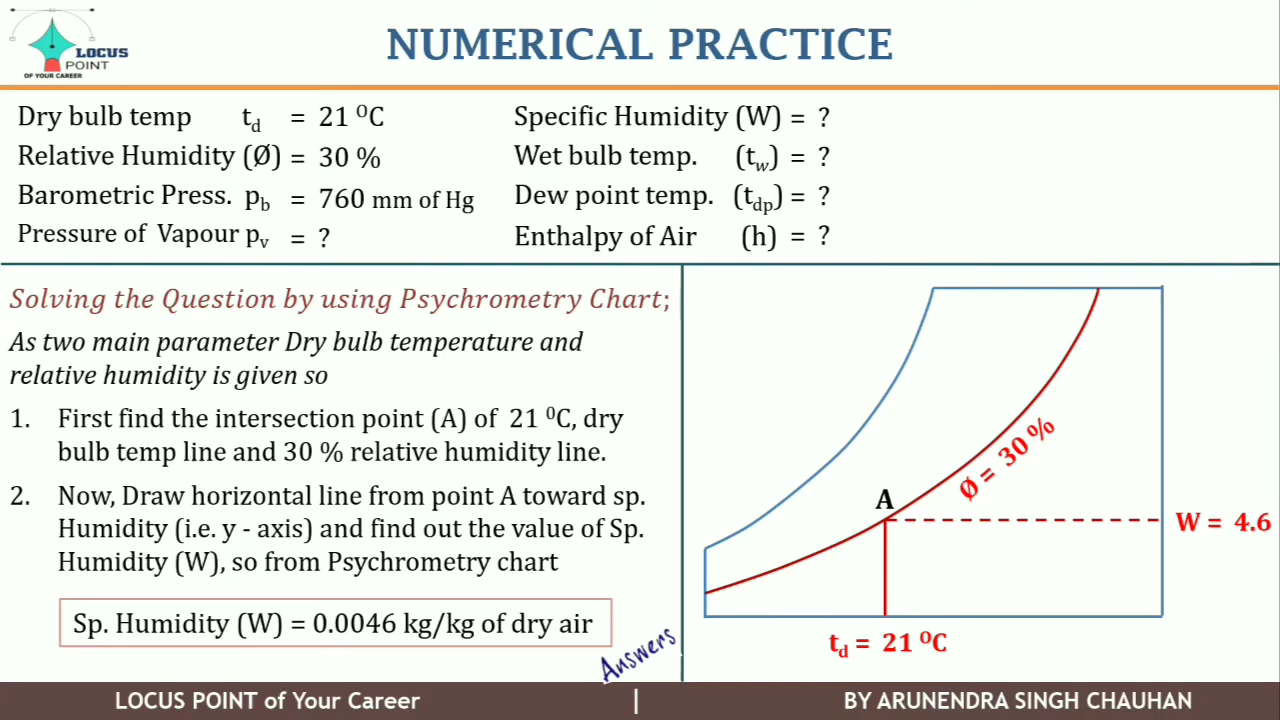 LOCUS
POINT
OF YOUR CAREER
NUMERICAL PRACTICE
Dry bulb temp t_d = 21 ⁰C
Relative Humidity (Ø) = 30 %
Barometric Press. p_b = 760 mm of Hg
Pressure of Vapour p_v = ?
Specific Humidity (W) = ?
Wet bulb temp. (t_w) = ?
Dew point temp. (t_dp) = ?
Enthalpy of Air (h) = ?
Solving the Question by using Psychrometry Chart;
As two main parameter Dry bulb temperature and
relative humidity is given so
1. First find the intersection point (A) of 21 ⁰C, dry
bulb temp line and 30 % relative humidity line.
2. Now, Draw horizontal line from point A toward sp.
Humidity (i.e. y - axis) and find out the value of Sp.
Humidity (W), so from Psychrometry chart
Sp. Humidity (W) = 0.0046 kg/kg of dry air
Answers
Ø = 30 %
A
W = 4.6
t_d = 21 ⁰C
LOCUS POINT of Your Career | BY ARUNENDRA SINGH CHAUHAN